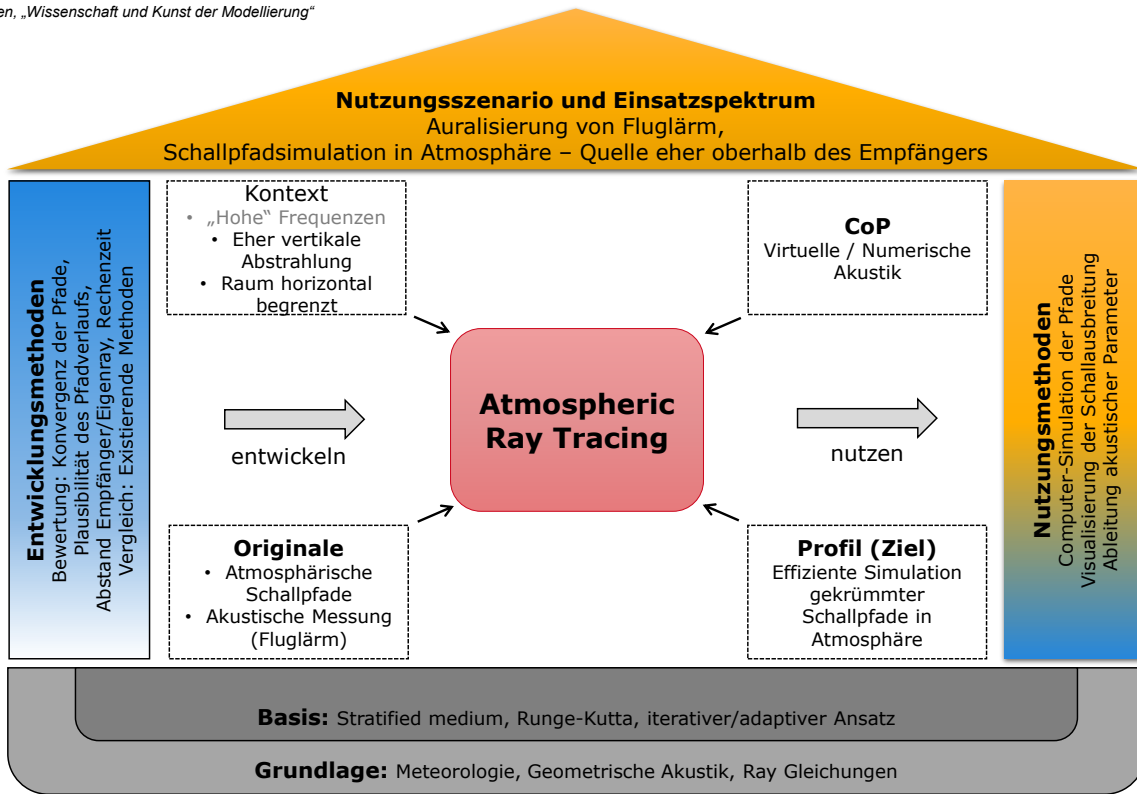 „Wissenschaft und Kunst der Modellierung“
Nutzungsszenario und Einsatzspektrum
Auralisierung von Fluglärm,
Schallpfadsimulation in Atmosphäre – Quelle eher oberhalb des Empfängers
Entwicklungsmethoden
Bewertung: Konvergenz der Pfade,
Plausibilität des Pfadverlaufs,
Abstand Empfänger/Eigenray, Rechenzeit
Vergleich: Existierende Methoden
Kontext
• „Hohe“ Frequenzen
• Eher vertikale
Abstrahlung
• Raum horizontal
begrenzt
CoP
Virtuelle / Numerische
Akustik
Atmospheric
Ray Tracing
entwickeln
nutzen
Originale
• Atmosphärische
Schallpfade
• Akustische Messung
(Fluglärm)
Profil (Ziel)
Effiziente Simulation
gekrümmter
Schallpfade in
Atmosphäre
Nutzungsmethoden
Computer-Simulation der Pfade
Visualisierung der Schallausbreitung
Ableitung akustischer Parameter
Basis: Stratified medium, Runge-Kutta, iterativer/adaptiver Ansatz
Grundlage: Meteorologie, Geometrische Akustik, Ray Gleichungen